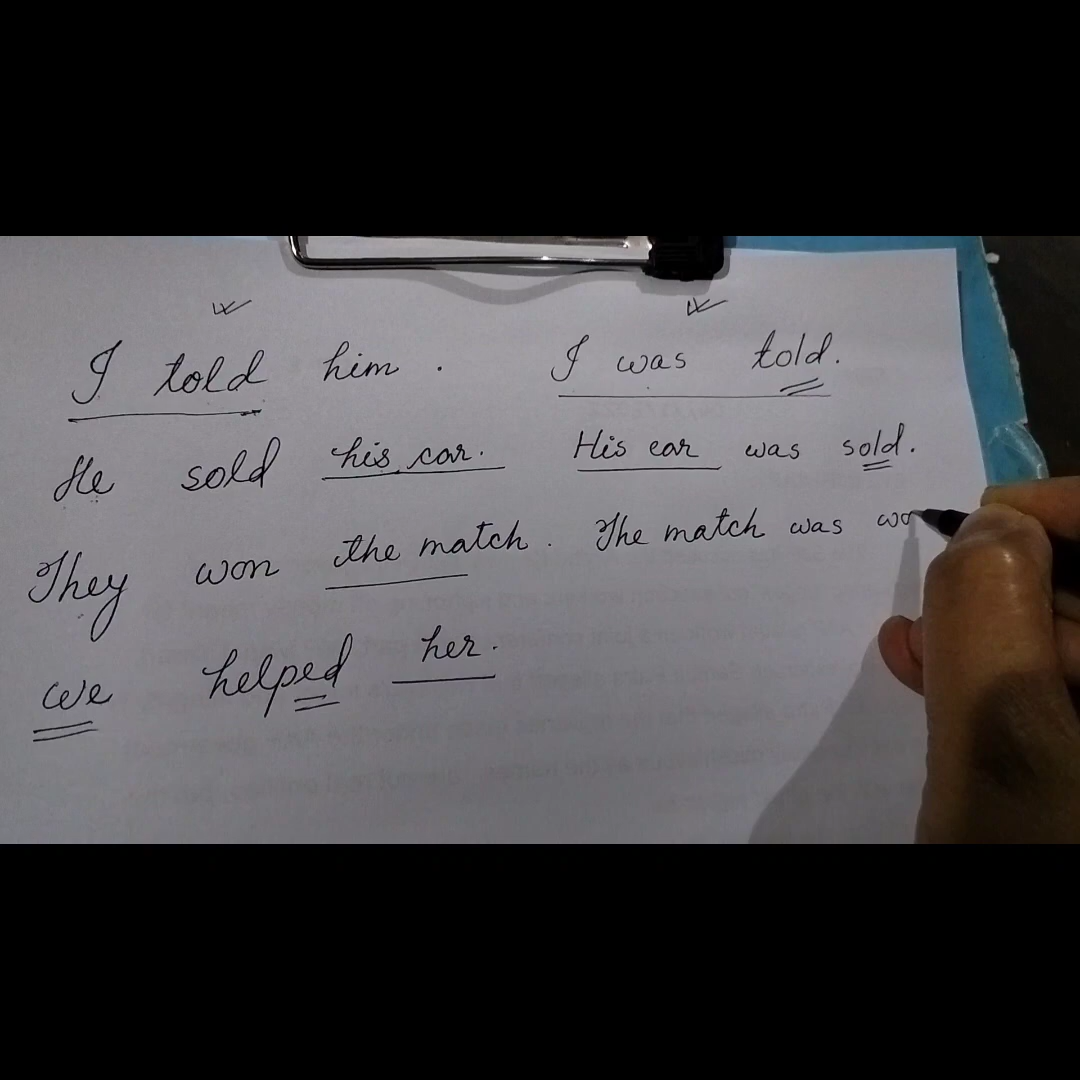 I told him. I was told.
He sold his car. His car was sold.
They won the match. The match was wo
we helped her.